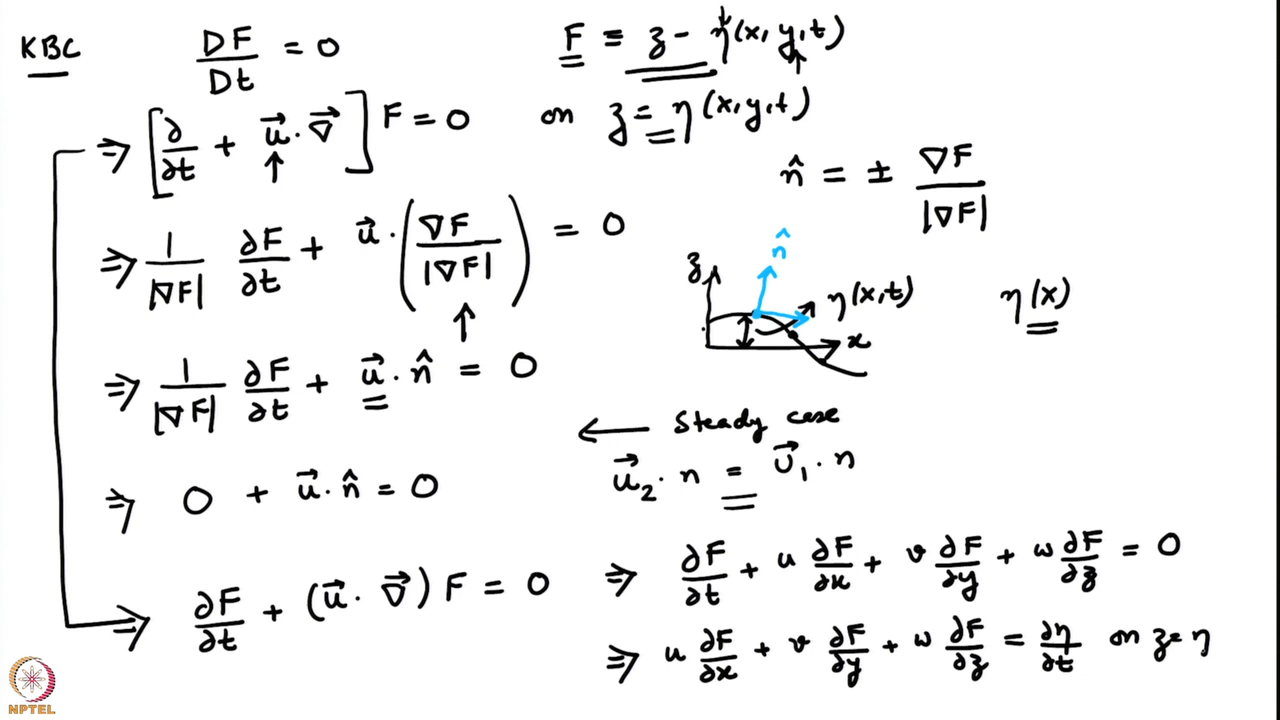 KBC DF/Dt = 0 F ≡ z - η(x, y, t)
⇒ [∂/∂t + u⃗ · ∇⃗] F = 0 on z = η(x, y, t)
n̂ = ± ∇F/|∇F|
⇒ 1/|∇F| ∂F/∂t + u⃗ · (∇F/|∇F|) = 0
n̂
z η(x, t) η(x)
x
⇒ 1/|∇F| ∂F/∂t + u⃗ · n̂ = 0
← Steady case
u⃗₂ · n = u⃗₁ · n
⇒ 0 + u⃗ · n̂ = 0
⇒ ∂F/∂t + (u⃗ · ∇⃗) F = 0
⇒ ∂F/∂t + u ∂F/∂x + v ∂F/∂y + w ∂F/∂z = 0
⇒ u ∂F/∂x + v ∂F/∂y + w ∂F/∂z = ∂η/∂t on z = η
NPTEL